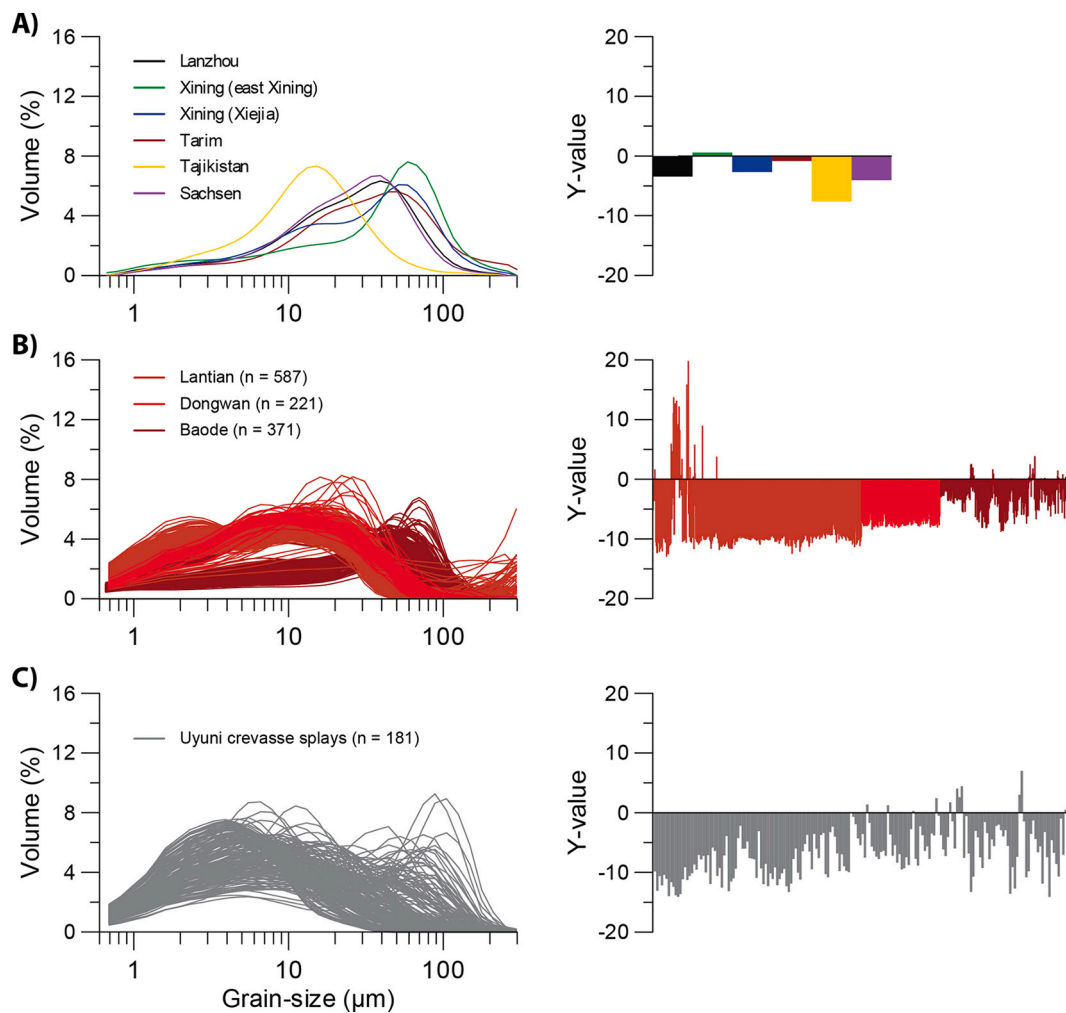 A)
Volume (%)
16
12
8
4
0
Lanzhou
Xining (east Xining)
Xining (Xiejia)
Tarim
Tajikistan
Sachsen
1 10 100
Y-value
20
10
0
-10
-20
B)
Volume (%)
16
12
8
4
0
Lantian (n = 587)
Dongwan (n = 221)
Baode (n = 371)
1 10 100
Y-value
20
10
0
-10
-20
C)
Volume (%)
16
12
8
4
0
Uyuni crevasse splays (n = 181)
1 10 100
Grain-size (µm)
Y-value
20
10
0
-10
-20